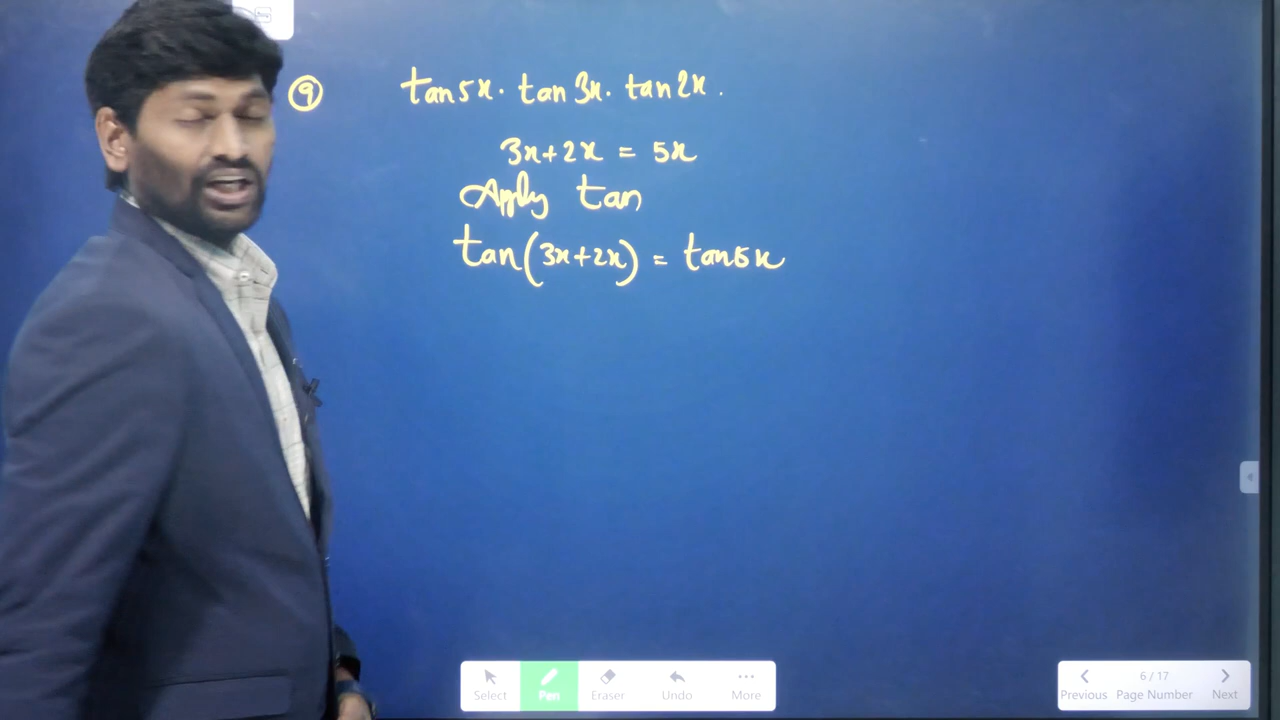 9 tan5x. tan3x. tan2x.
3x+2x = 5x
Apply tan
tan(3x+2x) = tan5x
Select Pen Eraser Undo More
6 / 17
Previous Page Number Next